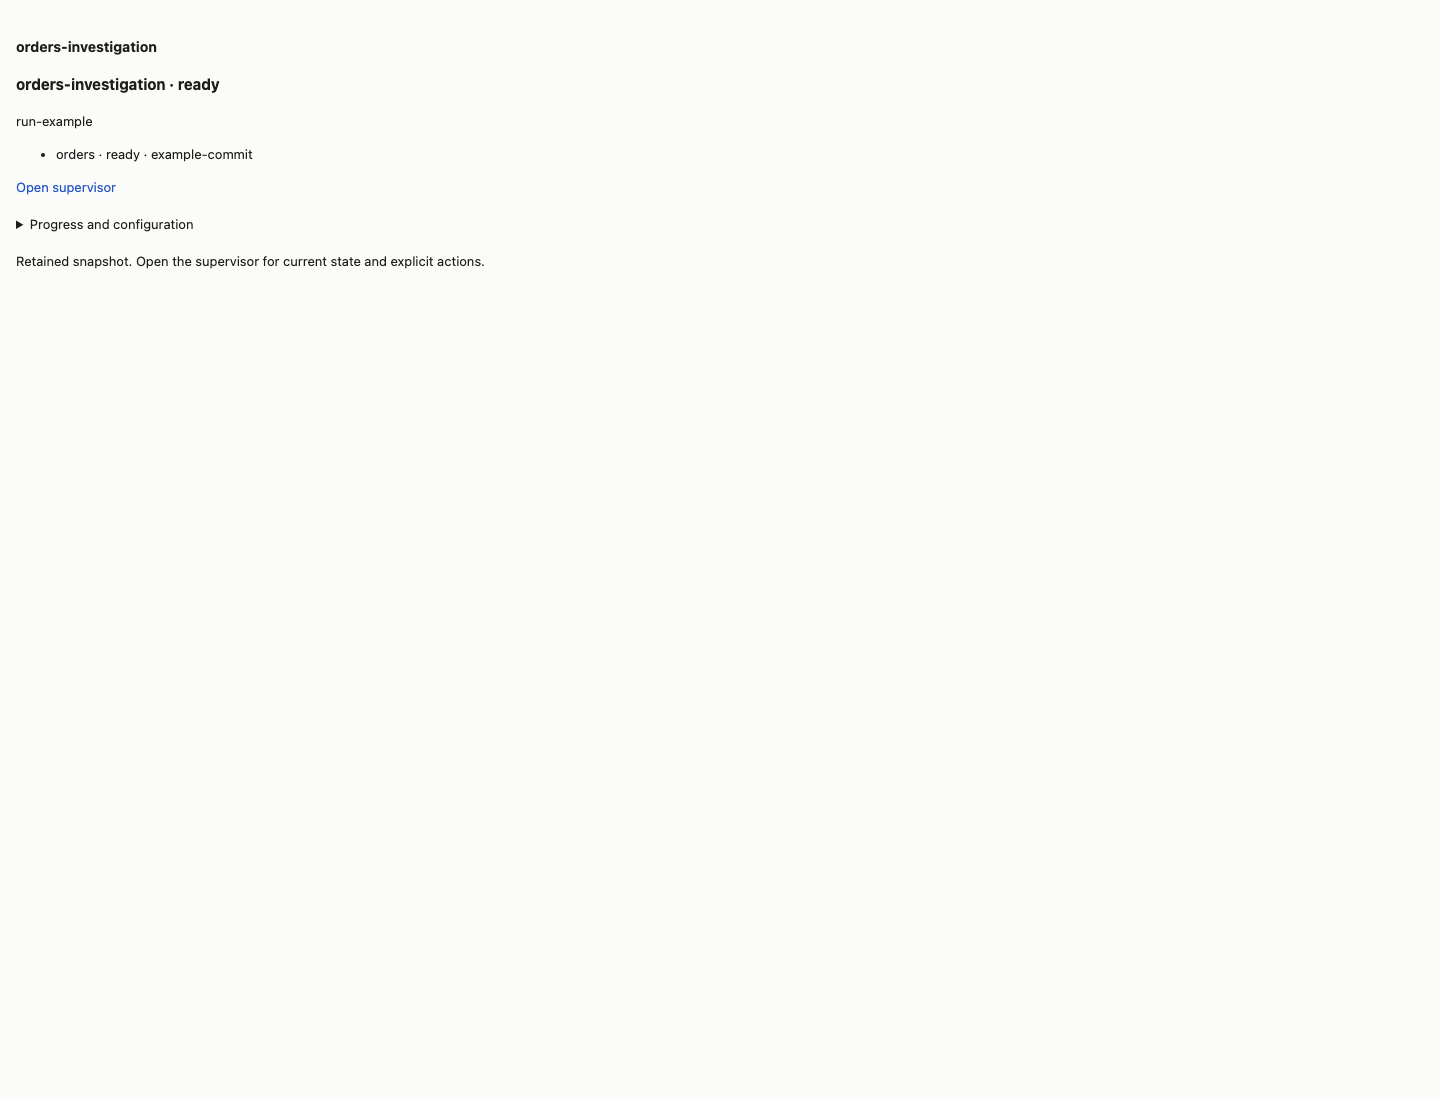 orders-investigation
orders-investigation · ready
run-example
• orders · ready · example-commit
Open supervisor
▶ Progress and configuration
Retained snapshot. Open the supervisor for current state and explicit actions.